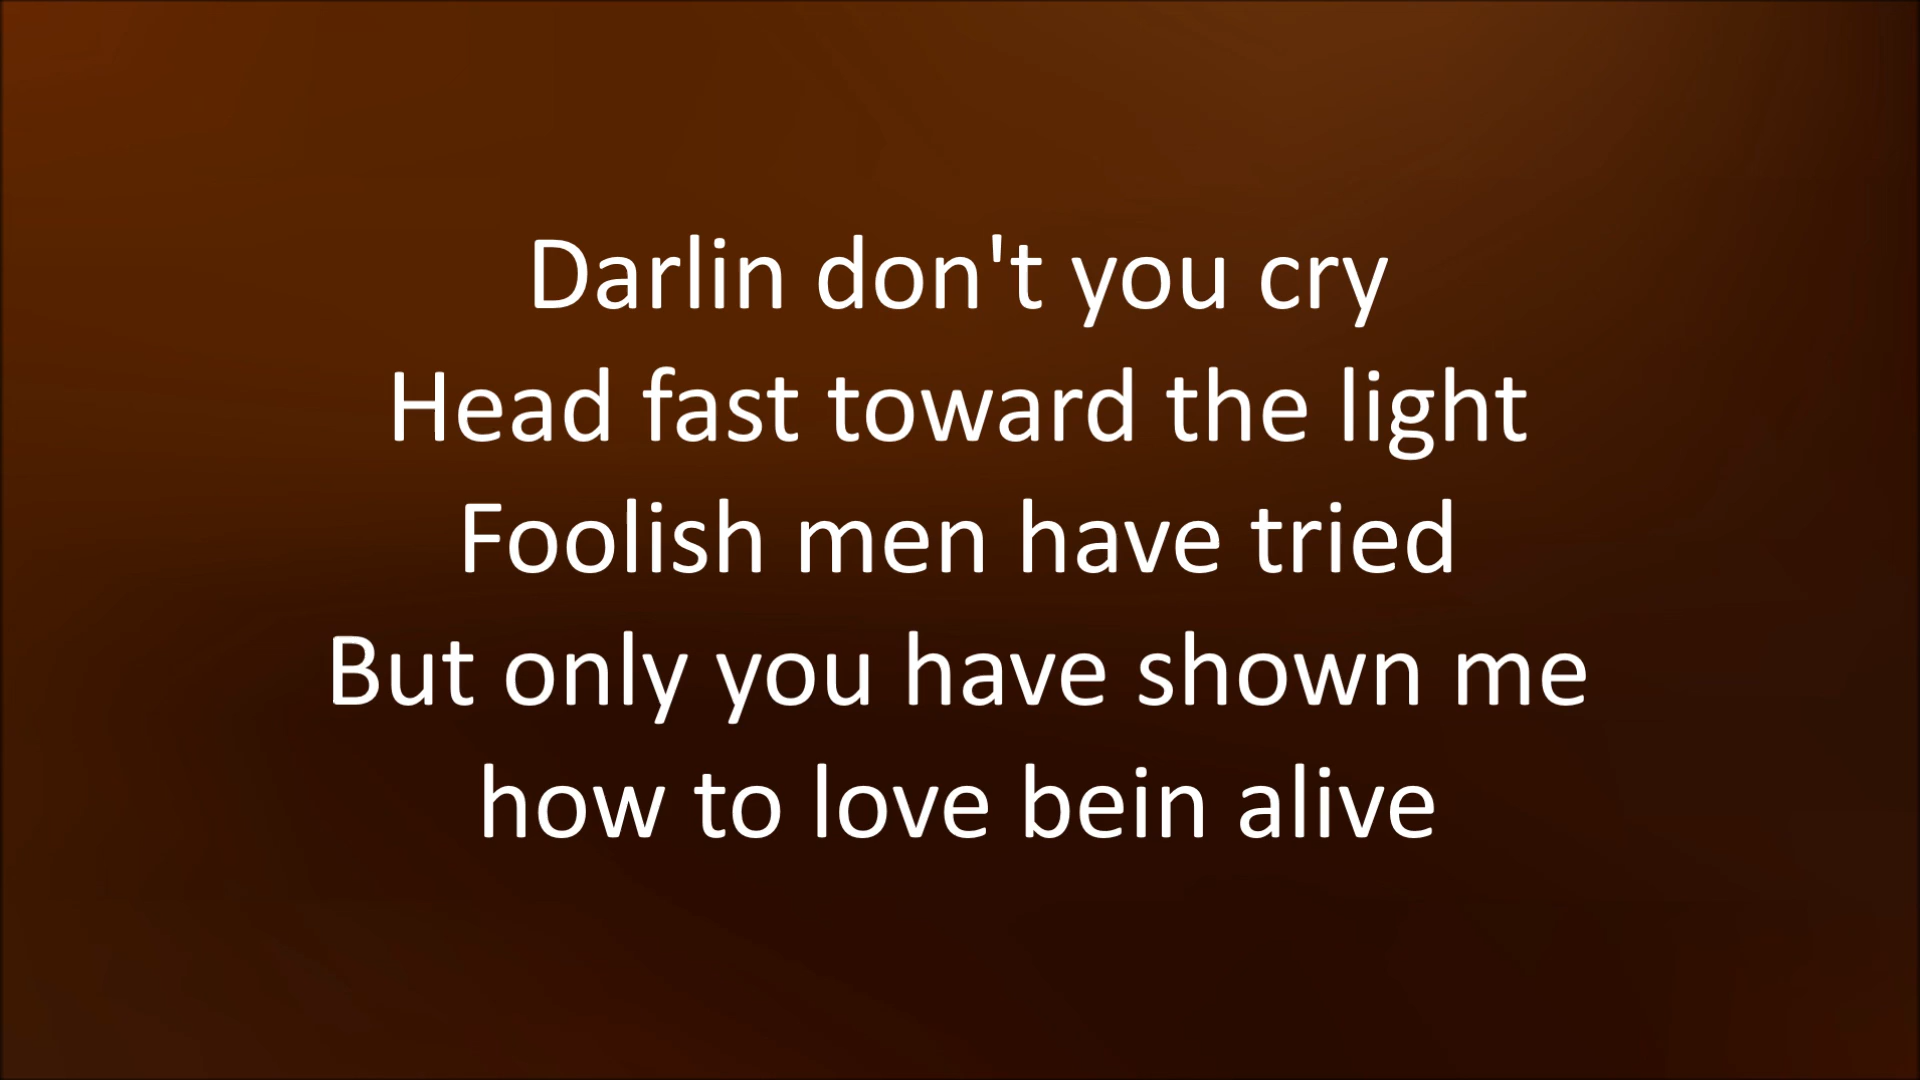 Darlin don't you cry
Head fast toward the light
Foolish men have tried
But only you have shown me
how to love bein alive